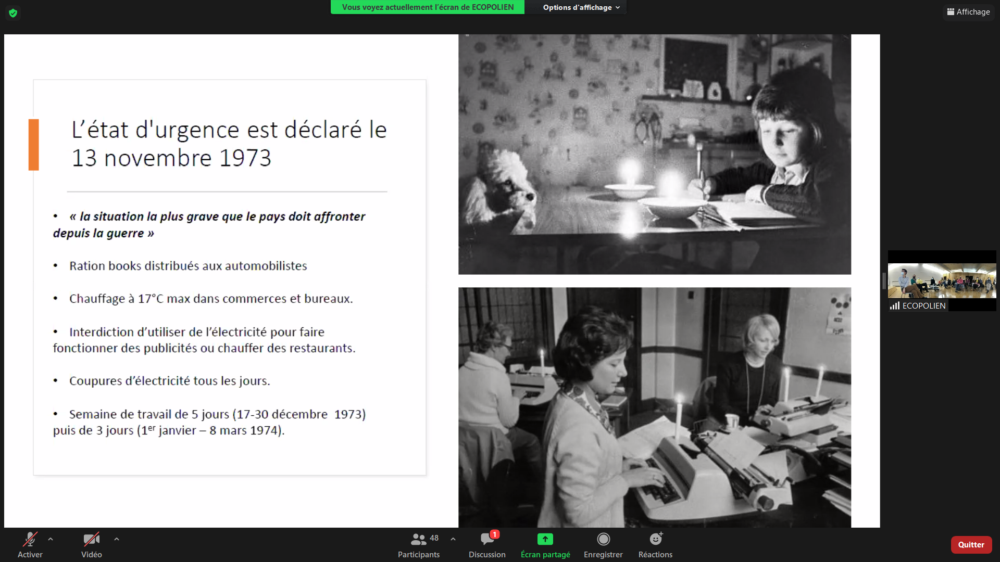 Vous voyez actuellement l'écran de ECOPOLIEN
Options d'affichage
Affichage
L’état d'urgence est déclaré le
13 novembre 1973
• « la situation la plus grave que le pays doit affronter
depuis la guerre »
• Ration books distribués aux automobilistes
• Chauffage à 17°C max dans commerces et bureaux.
• Interdiction d’utiliser de l’électricité pour faire
fonctionner des publicités ou chauffer des restaurants.
• Coupures d’électricité tous les jours.
• Semaine de travail de 5 jours (17-30 décembre 1973)
puis de 3 jours (1er janvier – 8 mars 1974).
ECOPOLIEN
Activer
Vidéo
48
Participants
1
Discussion
Écran partagé
Enregistrer
Réactions
Quitter